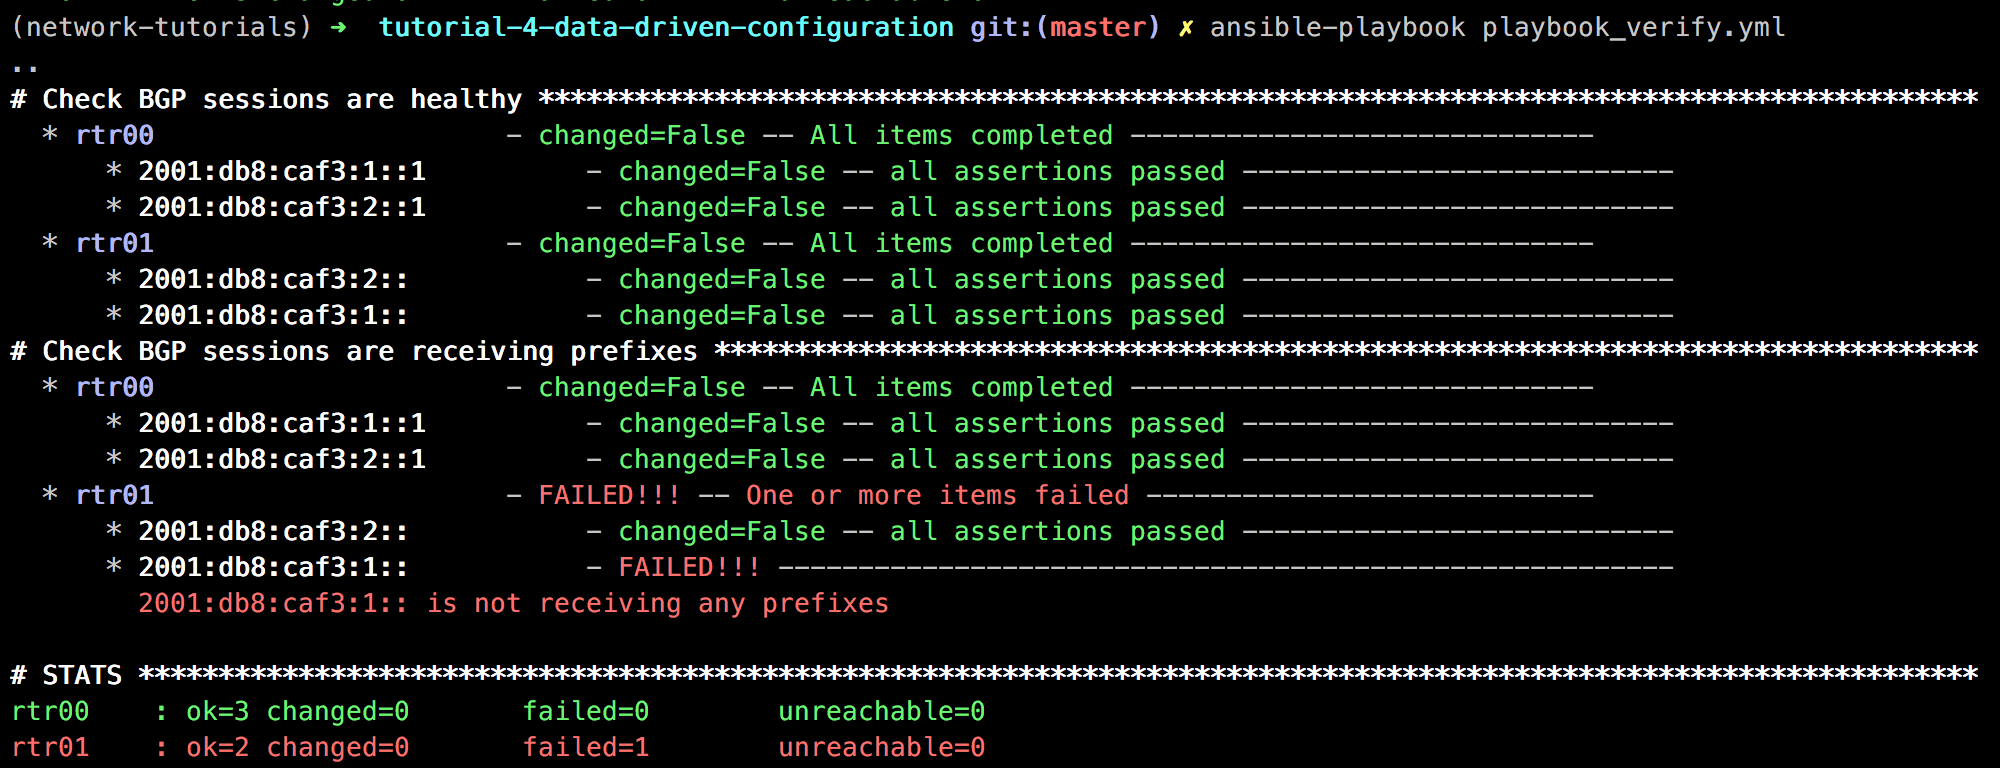 (network-tutorials) ➜  tutorial-4-data-driven-configuration git:(master) ✗ ansible-playbook playbook_verify.yml
..
# Check BGP sessions are healthy ******************************************************************************************
  * rtr00                      - changed=False -- All items completed -----------------------------
      * 2001:db8:caf3:1::1          - changed=False -- all assertions passed ---------------------------
      * 2001:db8:caf3:2::1          - changed=False -- all assertions passed ---------------------------
  * rtr01                      - changed=False -- All items completed -----------------------------
      * 2001:db8:caf3:2::           - changed=False -- all assertions passed ---------------------------
      * 2001:db8:caf3:1::           - changed=False -- all assertions passed ---------------------------
# Check BGP sessions are receiving prefixes *******************************************************************************
  * rtr00                      - changed=False -- All items completed -----------------------------
      * 2001:db8:caf3:1::1          - changed=False -- all assertions passed ---------------------------
      * 2001:db8:caf3:2::1          - changed=False -- all assertions passed ---------------------------
  * rtr01                      - FAILED!!! -- One or more items failed ----------------------------
      * 2001:db8:caf3:2::           - changed=False -- all assertions passed ---------------------------
      * 2001:db8:caf3:1::           - FAILED!!! --------------------------------------------------------
        2001:db8:caf3:1:: is not receiving any prefixes
# STATS *******************************************************************************************************************
rtr00    : ok=3 changed=0       failed=0        unreachable=0
rtr01    : ok=2 changed=0       failed=1        unreachable=0